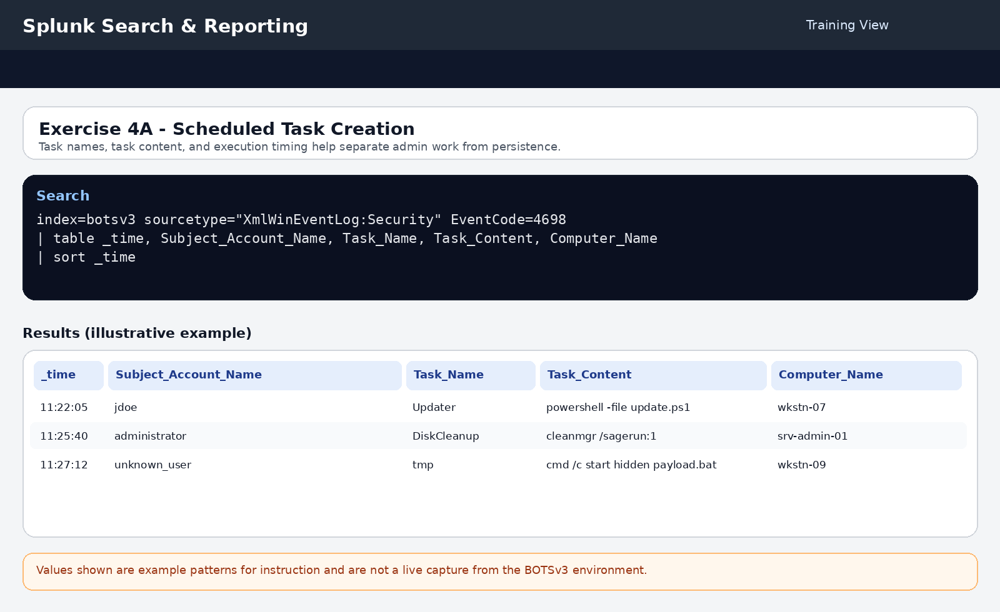 Splunk Search & Reporting
Training View
Exercise 4A - Scheduled Task Creation
Task names, task content, and execution timing help separate admin work from persistence.
Search
index=botsv3 sourcetype="XmlWinEventLog:Security" EventCode=4698
| table _time, Subject_Account_Name, Task_Name, Task_Content, Computer_Name
| sort _time
Results (illustrative example)
_time Subject_Account_Name Task_Name Task_Content Computer_Name
11:22:05 jdoe Updater powershell -file update.ps1 wkstn-07
11:25:40 administrator DiskCleanup cleanmgr /sagerun:1 srv-admin-01
11:27:12 unknown_user tmp cmd /c start hidden payload.bat wkstn-09
Values shown are example patterns for instruction and are not a live capture from the BOTSv3 environment.